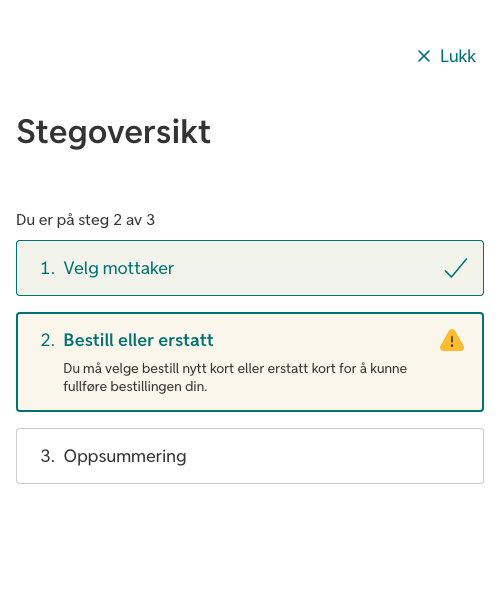 Lukk
Stegoversikt
Du er på steg 2 av 3
1. Velg mottaker
2. Bestill eller erstatt
Du må velge bestill nytt kort eller erstatt kort for å kunne
fullføre bestillingen din.
3. Oppsummering